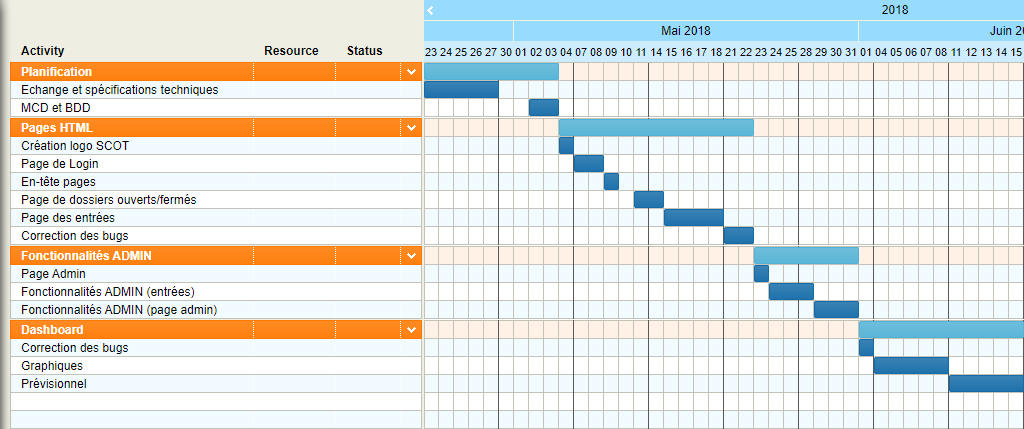 2018
Mai 2018 Juin 20
Activity Resource Status 23 24 25 26 27 30 01 02 03 04 07 08 09 10 11 14 15 16 17 18 21 22 23 24 25 28 29 30 31 01 04 05 06 07 08 11 12 13 14 15
Planification
Echange et spécifications techniques
MCD et BDD
Pages HTML
Création logo SCOT
Page de Login
En-tête pages
Page de dossiers ouverts/fermés
Page des entrées
Correction des bugs
Fonctionnalités ADMIN
Page Admin
Fonctionnalités ADMIN (entrées)
Fonctionnalités ADMIN (page admin)
Dashboard
Correction des bugs
Graphiques
Prévisionnel